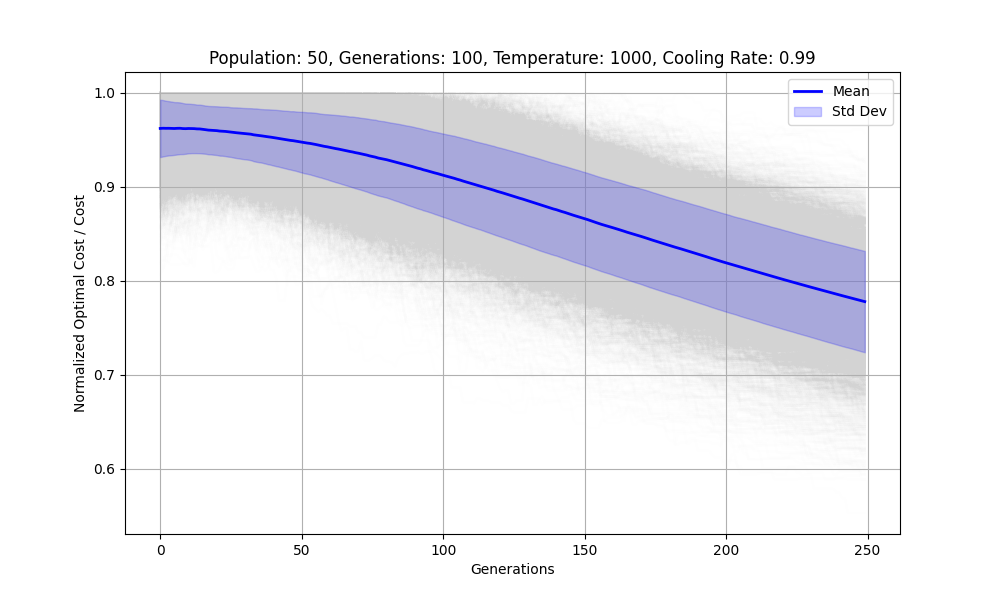 Population: 50, Generations: 100, Temperature: 1000, Cooling Rate: 0.99
Mean
Std Dev
Normalized Optimal Cost / Cost
1.0
0.9
0.8
0.7
0.6
0
50
100
150
200
250
Generations